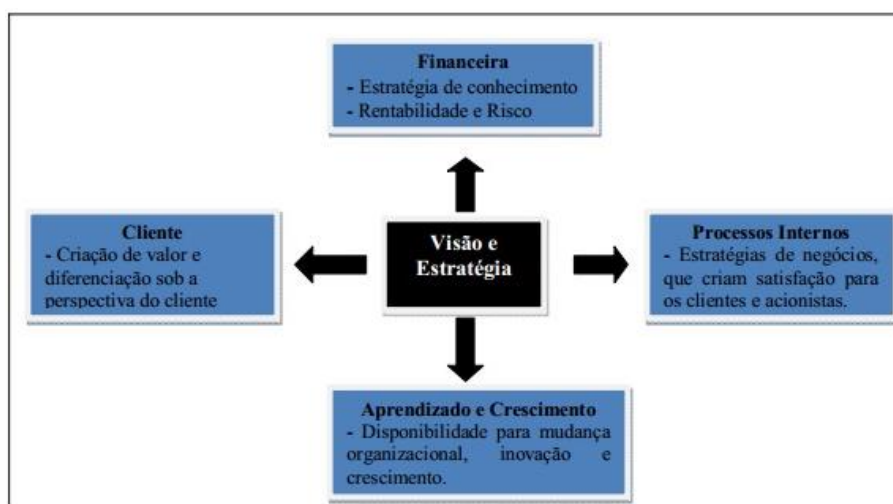 Financeira
- Estratégia de conhecimento
- Rentabilidade e Risco
Cliente
- Criação de valor e
diferenciação sob a
perspectiva do cliente
Visão e
Estratégia
Processos Internos
- Estratégias de negócios,
que criam satisfação para
os clientes e acionistas.
Aprendizado e Crescimento
- Disponibilidade para mudança
organizacional, inovação e
crescimento.